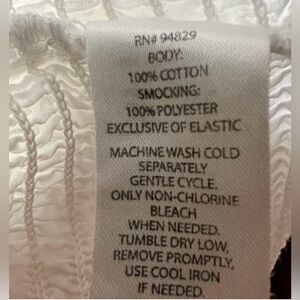 RN# 94829
BODY:
100% COTTON
SMOCKING:
100% POLYESTER
EXCLUSIVE OF ELASTIC
MACHINE WASH COLD
SEPARATELY
GENTLE CYCLE.
ONLY NON-CHLORINE
BLEACH
WHEN NEEDED.
TUMBLE DRY LOW,
REMOVE PROMPTLY,
USE COOL IRON
IF NEEDED.